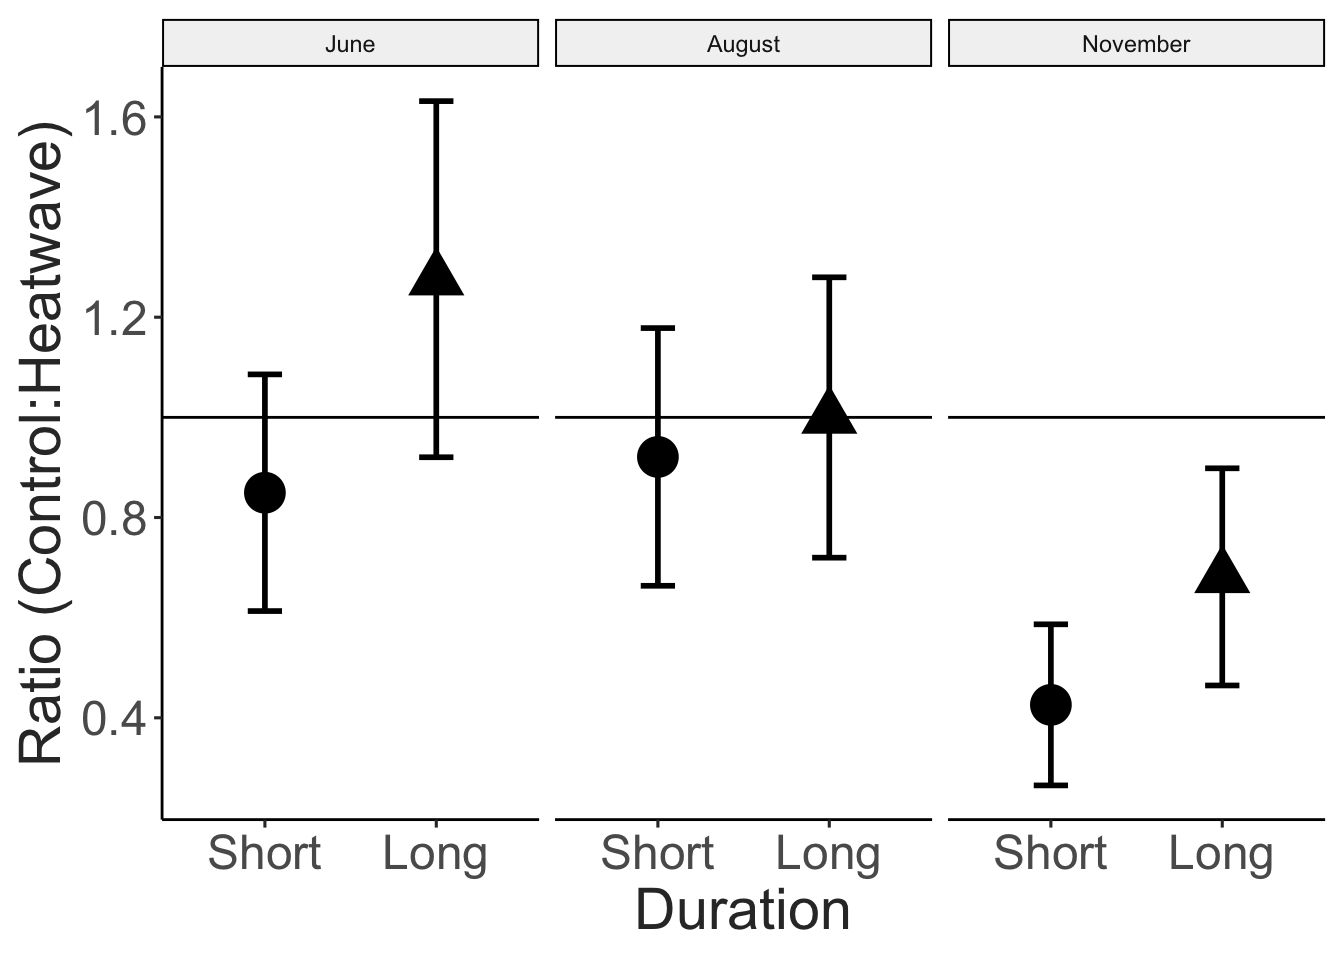 June
August
November
Ratio (Control:Heatwave)
1.6
1.2
0.8
0.4
Short
Long
Short
Long
Short
Long
Duration